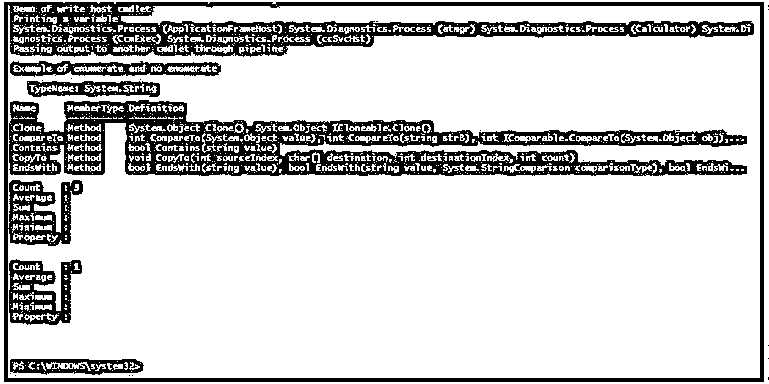 Demo of write host cmdlet
Printing a variable
System.Diagnostics.Process (ApplicationFrameHost) System.Diagnostics.Process (atmgr) System.Diagnostics.Process (Calculator) System.Di
agnostics.Process (CcmExec) System.Diagnostics.Process (ccSvcHst)
Passing output to another cmdlet through pipeline
Example of enumerate and no enumerate
TypeName: System.String
Name MemberType Definition
Clone Method System.Object Clone(), System.Object ICloneable.Clone()
CompareTo Method int CompareTo(System.Object value), int CompareTo(string strB), int IComparable.CompareTo(System.Object obj),...
Contains Method bool Contains(string value)
CopyTo Method void CopyTo(int sourceIndex, char[] destination, int destinationIndex, int count)
EndsWith Method bool EndsWith(string value), bool EndsWith(string value, System.StringComparison comparisonType), bool EndsWi...
Count :
Average :
Sum :
Maximum :
Minimum :
Property :
Count : 1
Average :
Sum :
Maximum :
Minimum :
Property :
PS C:\WINDOWS\system32>